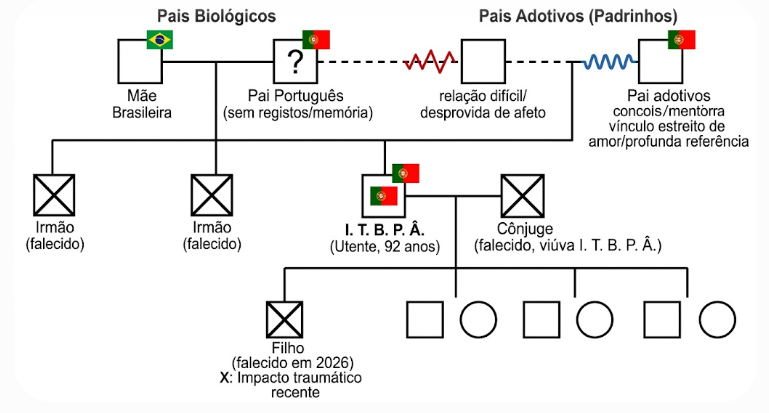 Pais Biológicos
Pais Adotivos (Padrinhos)
?
Mãe
Brasileira
Pai Português
(sem registos/memória)
relação difícil/
desprovida de afeto
Pai adotivos
concois/mentòrra
vínculo estreito de
amor/profunda referência
Irmão
(falecido)
Irmão
(falecido)
I. T. B. P. Â.
(Utente, 92 anos)
Cônjuge
(falecido, viúva I. T. B. P. Â.)
Filho
(falecido em 2026)
X: Impacto traumático
recente